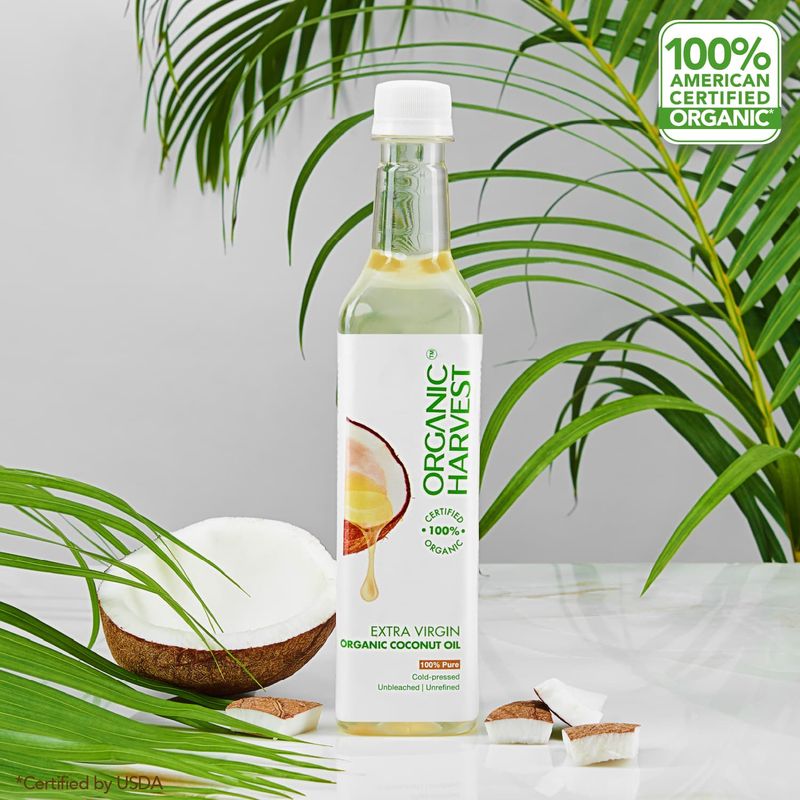 100%
AMERICAN
CERTIFIED
ORGANIC*
ORGANIC
HARVEST
TM
CERTIFIED
• 100% •
ORGANIC
EXTRA VIRGIN
ORGANIC COCONUT OIL
100% Pure
Cold-pressed
Unbleached | Unrefined
*Certified by USDA